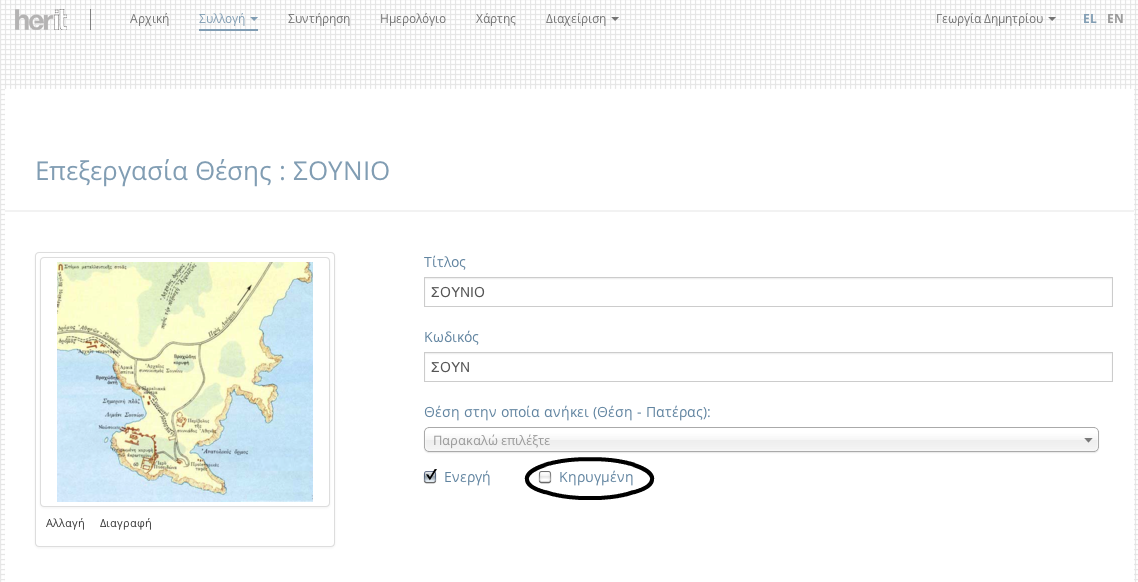 herit
Αρχική Συλλογή Συντήρηση Ημερολόγιο Χάρτης Διαχείριση Γεωργία Δημητρίου EL EN
Επεξεργασία Θέσης : ΣΟΥΝΙΟ
Τίτλος
ΣΟΥΝΙΟ
Κωδικός
ΣΟΥΝ
Θέση στην οποία ανήκει (Θέση - Πατέρας):
Παρακαλώ επιλέξτε
Ενεργή Κηρυγμένη
Αλλαγή Διαγραφή